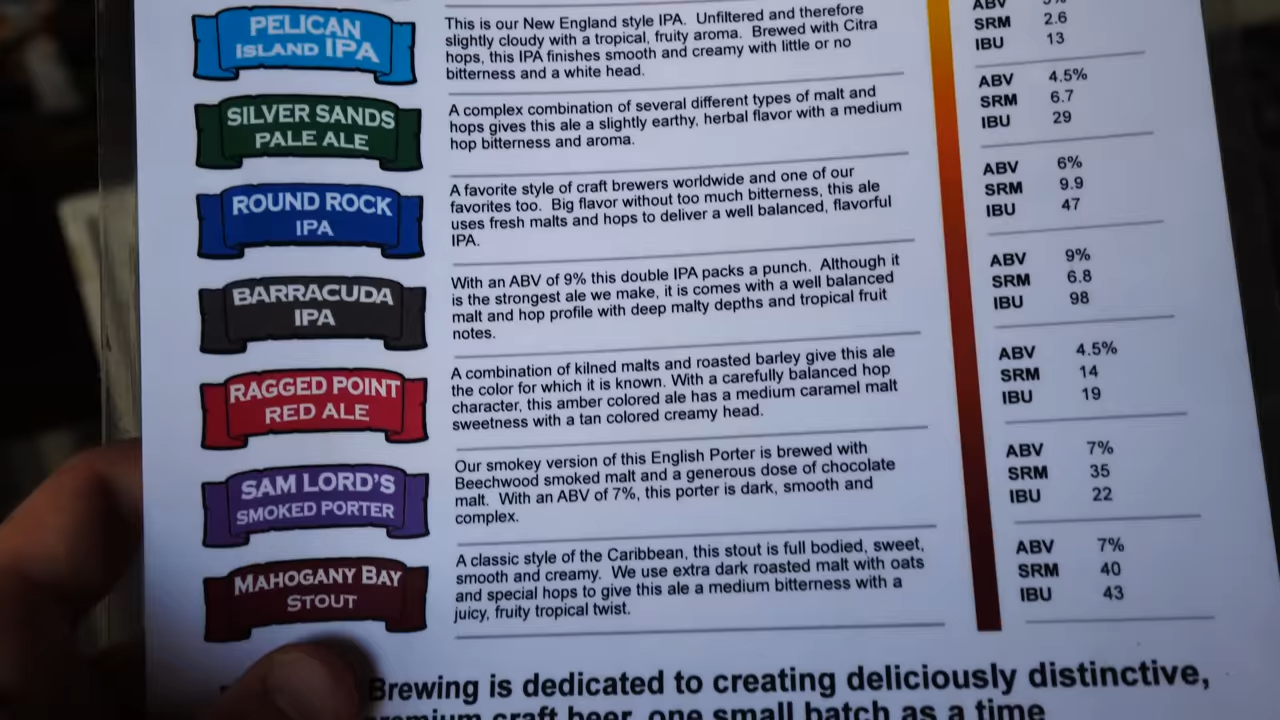 PELICAN
ISLAND IPA
This is our New England style IPA. Unfiltered and therefore
slightly cloudy with a tropical, fruity aroma. Brewed with Citra
hops, this IPA finishes smooth and creamy with little or no
bitterness and a white head.
ABV
SRM 2.6
IBU 13
SILVER SANDS
PALE ALE
A complex combination of several different types of malt and
hops gives this ale a slightly earthy, herbal flavor with a medium
hop bitterness and aroma.
ABV 4.5%
SRM 6.7
IBU 29
ROUND ROCK
IPA
A favorite style of craft brewers worldwide and one of our
favorites too. Big flavor without too much bitterness, this ale
uses fresh malts and hops to deliver a well balanced, flavorful
IPA.
ABV 6%
SRM 9.9
IBU 47
BARRACUDA
IPA
With an ABV of 9% this double IPA packs a punch. Although it
is the strongest ale we make, it is comes with a well balanced
malt and hop profile with deep malty depths and tropical fruit
notes.
ABV 9%
SRM 6.8
IBU 98
RAGGED POINT
RED ALE
A combination of kilned malts and roasted barley give this ale
the color for which it is known. With a carefully balanced hop
character, this amber colored ale has a medium caramel malt
sweetness with a tan colored creamy head.
ABV 4.5%
SRM 14
IBU 19
SAM LORD'S
SMOKED PORTER
Our smokey version of this English Porter is brewed with
Beechwood smoked malt and a generous dose of chocolate
malt. With an ABV of 7%, this porter is dark, smooth and
complex.
ABV 7%
SRM 35
IBU 22
MAHOGANY BAY
STOUT
A classic style of the Caribbean, this stout is full bodied, sweet,
smooth and creamy. We use extra dark roasted malt with oats
and special hops to give this ale a medium bitterness with a
juicy, fruity tropical twist.
ABV 7%
SRM 40
IBU 43
Brewing is dedicated to creating deliciously distinctive,
craft beer, one small batch as a time